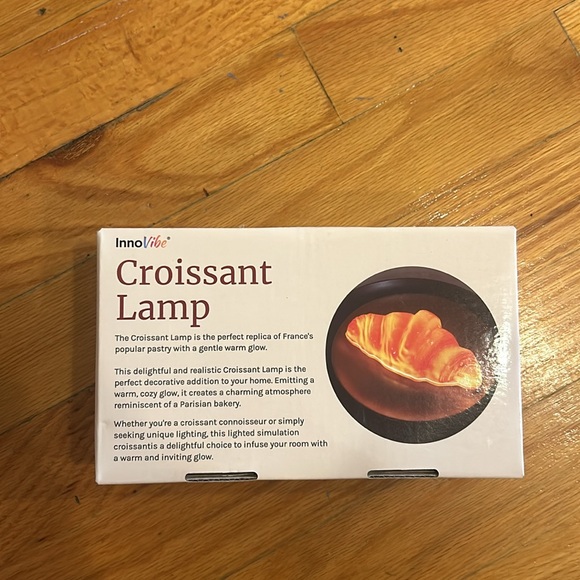 InnoVibe®
Croissant
Lamp
The Croissant Lamp is the perfect replica of France's
popular pastry with a gentle warm glow.
This delightful and realistic Croissant Lamp is the
perfect decorative addition to your home. Emitting a
warm, cozy glow, it creates a charming atmosphere
reminiscent of a Parisian bakery.
Whether you're a croissant connoisseur or simply
seeking unique lighting, this lighted simulation
croissantis a delightful choice to infuse your room with
a warm and inviting glow.